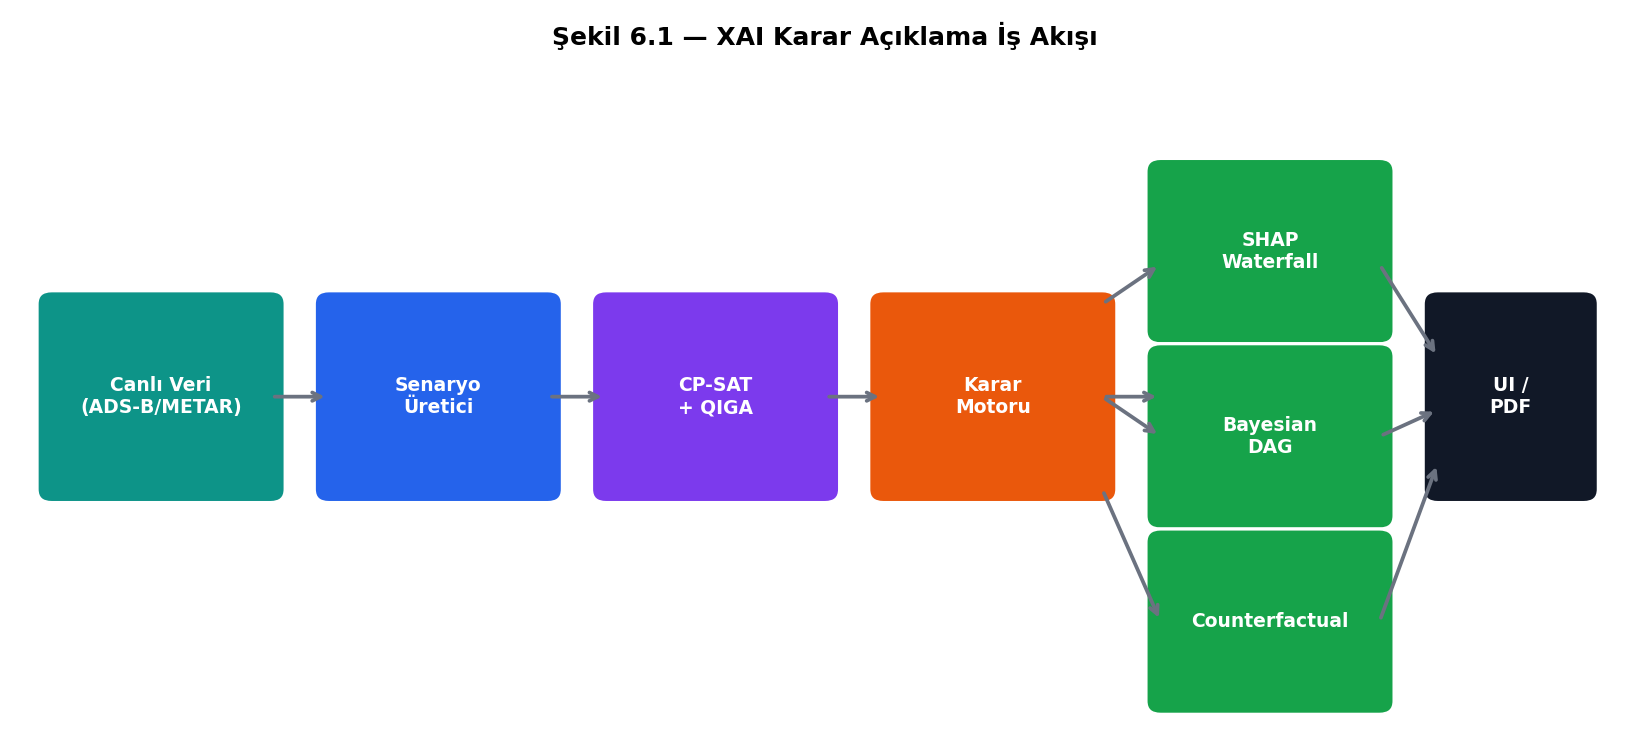 Şekil 6.1 — XAI Karar Açıklama İş Akışı
Canlı Veri
(ADS-B/METAR)
Senaryo
Üretici
CP-SAT
+ QIGA
Karar
Motoru
SHAP
Waterfall
Bayesian
DAG
Counterfactual
UI /
PDF